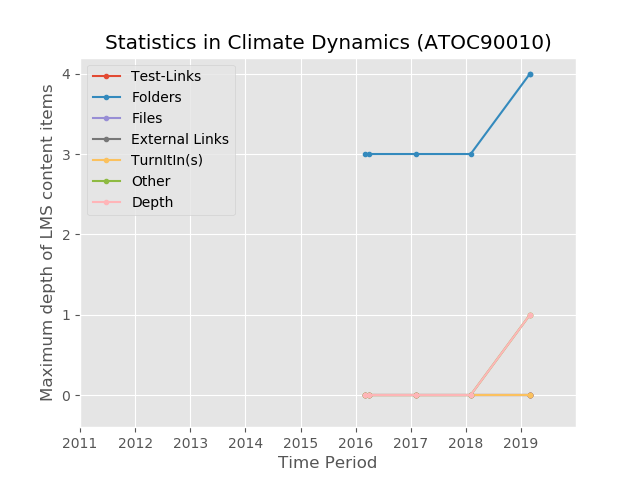 Statistics in Climate Dynamics (ATOC90010)
Maximum depth of LMS content items
4
3
2
1
0
Test-Links
Folders
Files
External Links
TurnItIn(s)
Other
Depth
2011 2012 2013 2014 2015 2016 2017 2018 2019
Time Period